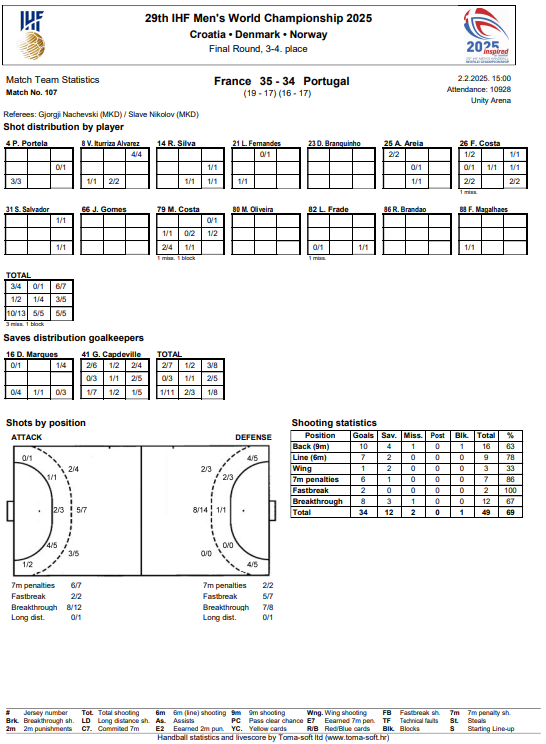 29th IHF Men's World Championship 2025
Croatia • Denmark • Norway
Final Round, 3-4. place
IHF
2025
inspired
Match Team Statistics
Match No. 107
France 35 - 34 Portugal
(19 - 17) (16 - 17)
2.2.2025. 15:00
Attendance: 10928
Unity Arena
Referees: Gjorgji Nachevski (MKD) / Slave Nikolov (MKD)
Shot distribution by player
4 P. Portela 8 V. Iturriza Alvarez 14 R. Silva 21 L. Fernandes 23 D. Branquinho 25 A. Areia 26 F. Costa
4/4 0/1 2/2 1/2 1/1
0/1 1/1 0/1 0/1 1/1 1/1
3/3 1/1 2/2 1/1 1/1 1/1 1/1 2/2 2/2
1 miss.
31 S. Salvador 66 J. Gomes 79 M. Costa 80 M. Oliveira 82 L. Frade 86 R. Brandao 88 F. Magalhaes
1/1 0/1
1/1 0/2 1/2
1/1 2/4 1/1 0/1 1/1 1/1
1 miss. 1 block 1 miss.
TOTAL
3/4 0/1 6/7
1/2 1/4 3/5
10/13 5/5 5/5
3 miss. 1 block
Saves distribution goalkeepers
16 D. Marques 41 G. Capdeville TOTAL
0/1 1/4 2/6 1/2 2/4 2/7 1/2 3/8
0/3 1/1 2/5 0/3 1/1 2/5
0/4 1/1 0/3 1/7 1/2 1/5 1/11 2/3 1/8
Shots by position
ATTACK DEFENSE
0/1 4/5
2/4 2/3
1/1 2/3
2/3 5/7 8/14 1/1
4/5 0/0
3/5 0/0
1/2 4/5
7m penalties 6/7 7m penalties 2/2
Fastbreak 2/2 Fastbreak 5/7
Breakthrough 8/12 Breakthrough 7/8
Long dist. 0/1 Long dist. 0/1
Shooting statistics
Position Goals Sav. Miss. Post Blk. Total %
Back (9m) 10 4 1 0 1 16 63
Line (6m) 7 2 0 0 0 9 78
Wing 1 2 0 0 0 3 33
7m penalties 6 1 0 0 0 7 86
Fastbreak 2 0 0 0 0 2 100
Breakthrough 8 3 1 0 0 12 67
Total 34 12 2 0 1 49 69
# Jersey number Tot. Total shooting 6m 6m (line) shooting 9m 9m shooting Wng. Wing shooting FB Fastbreak sh. 7m 7m penalty sh.
Brk. Breakthrough sh. LD Long distance sh. As. Assists PC Pass clear chance E7 Eearned 7m pen. TF Technical faults St. Steals
2m 2m punishments C7. Commited 7m E2 Eearned 2m pun. YC. Yellow cards R/B Red/Blue cards Blk. Blocks S Starting Line-up
Handball statistics and livescore by Toma-soft ltd (www.toma-soft.hr)